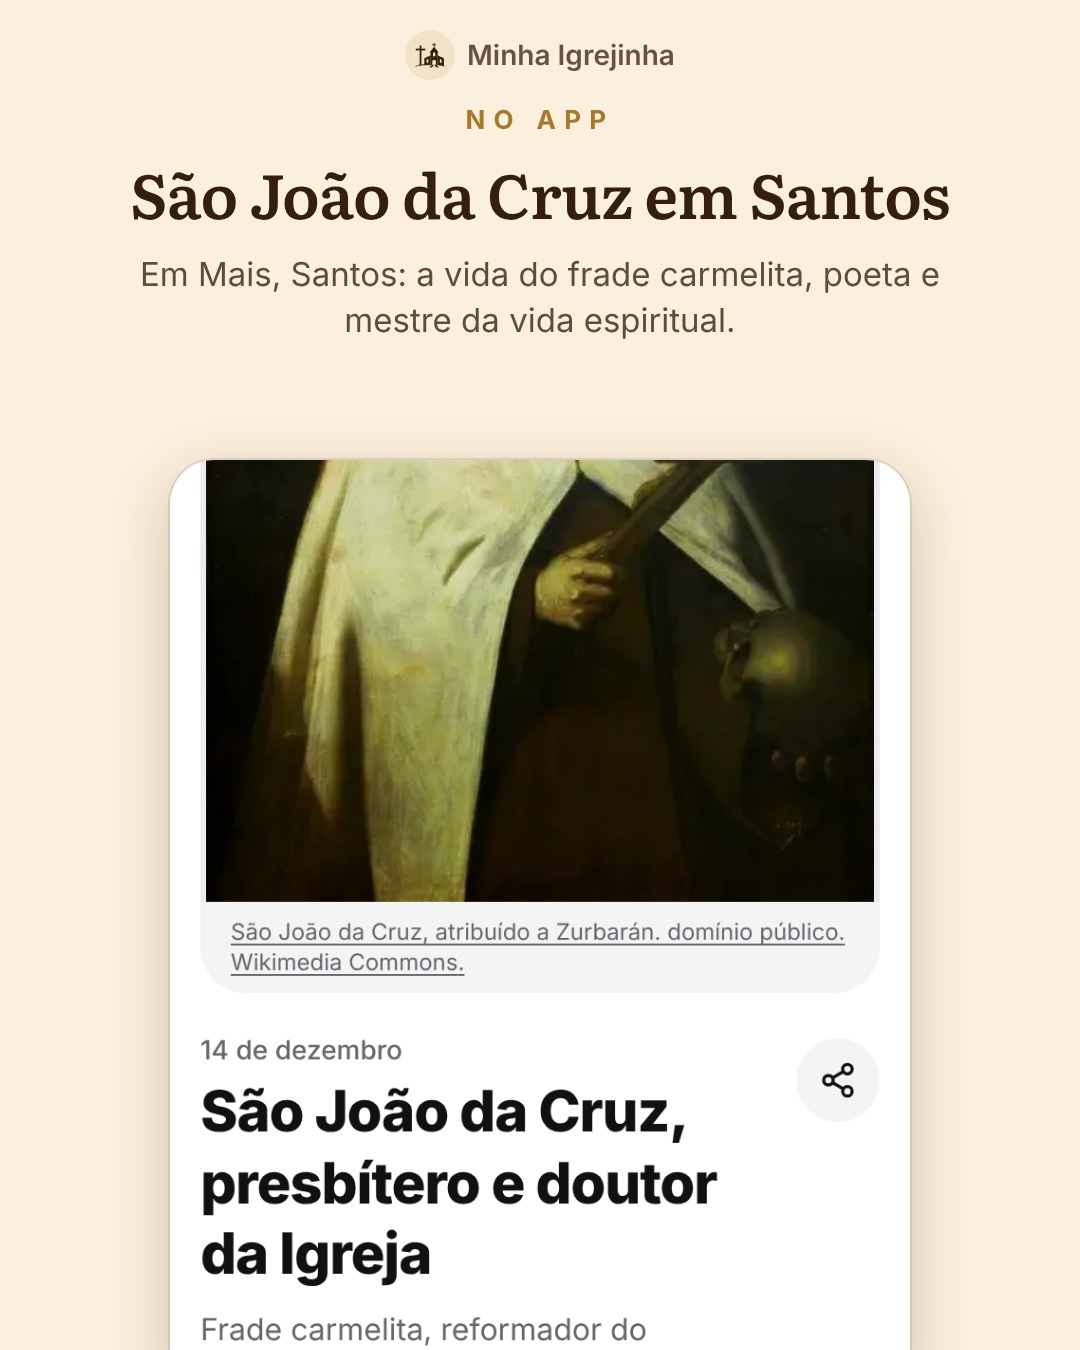 Minha Igrejinha
NO APP
São João da Cruz em Santos
Em Mais, Santos: a vida do frade carmelita, poeta e
mestre da vida espiritual.
São João da Cruz, atribuído a Zurbarán. domínio público.
Wikimedia Commons.
14 de dezembro
São João da Cruz,
presbítero e doutor
da Igreja
Frade carmelita, reformador do